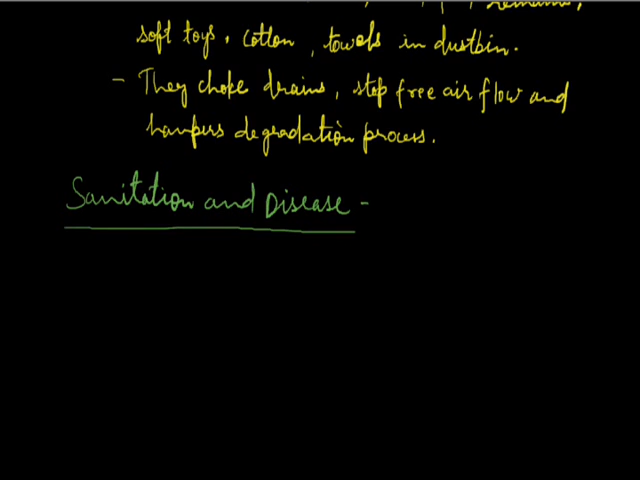 remains,
soft toys, cotton, towels in dustbin.
- They choke drains, stop free air flow and
hampers degradation process.
Sanitation and Disease -